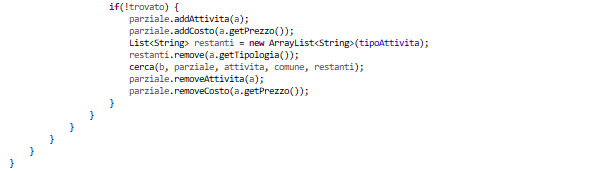 if(!trovato) {
parziale.addAttivita(a);
parziale.addCosto(a.getPrezzo());
List<String> restanti = new ArrayList<String>(tipoAttivita);
restanti.remove(a.getTipologia());
cerca(b, parziale, attivita, comune, restanti);
parziale.removeAttivita(a);
parziale.removeCosto(a.getPrezzo());
}
}
}
}
}
}